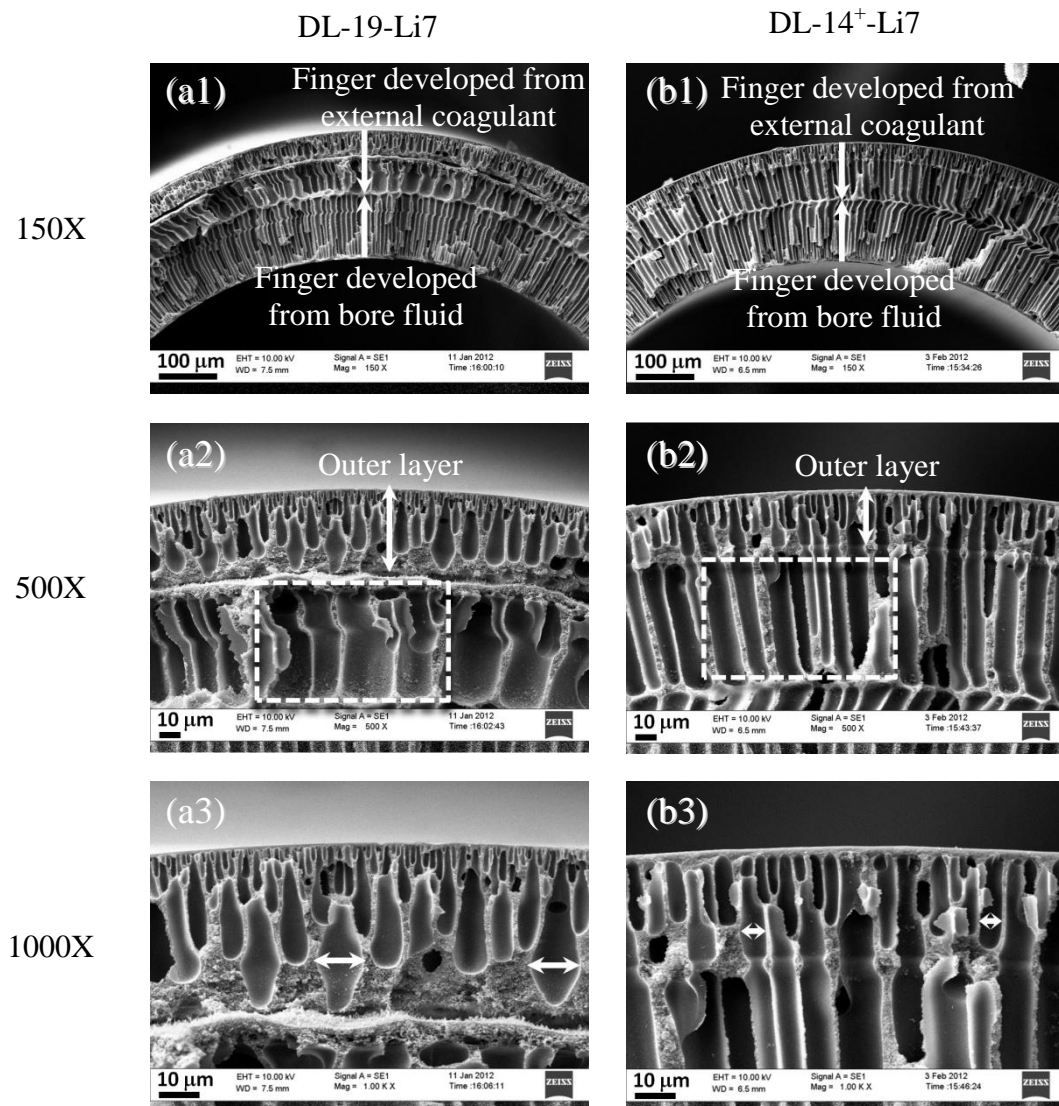 DL-19-Li7
DL-14⁺-Li7
150X
(a1)
Finger developed from
external coagulant
Finger developed
from bore fluid
100 µm
EHT = 10.00 kV
WD = 7.5 mm
Signal A = SE1
Mag = 150 X
11 Jan 2012
Time :16:00:10
ZEISS
(b1)
Finger developed from
external coagulant
Finger developed
from bore fluid
100 µm
EHT = 10.00 kV
WD = 6.5 mm
Signal A = SE1
Mag = 150 X
3 Feb 2012
Time :15:34:26
ZEISS
500X
(a2)
Outer layer
10 µm
EHT = 10.00 kV
WD = 7.5 mm
Signal A = SE1
Mag = 500 X
11 Jan 2012
Time :16:02:43
ZEISS
(b2)
Outer layer
10 µm
EHT = 10.00 kV
WD = 6.5 mm
Signal A = SE1
Mag = 500 X
3 Feb 2012
Time :15:43:37
ZEISS
1000X
(a3)
10 µm
EHT = 10.00 kV
WD = 7.5 mm
Signal A = SE1
Mag = 1.00 K X
11 Jan 2012
Time :16:06:11
ZEISS
(b3)
10 µm
EHT = 10.00 kV
WD = 6.5 mm
Signal A = SE1
Mag = 1.00 K X
3 Feb 2012
Time :15:46:24
ZEISS